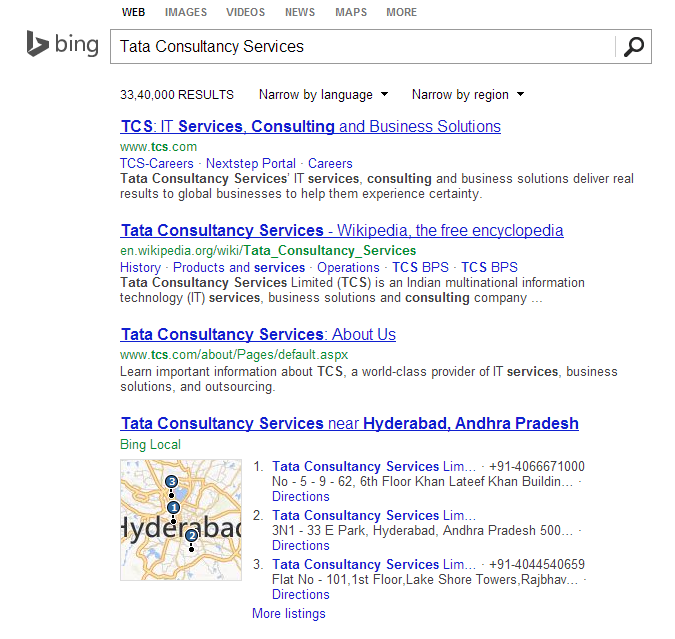 WEB IMAGES VIDEOS NEWS MAPS MORE
bing
Tata Consultancy Services
33,40,000 RESULTS Narrow by language Narrow by region
TCS: IT Services, Consulting and Business Solutions
www.tcs.com
TCS-Careers · Nextstep Portal · Careers
Tata Consultancy Services' IT services, consulting and business solutions deliver real
results to global businesses to help them experience certainty.
Tata Consultancy Services - Wikipedia, the free encyclopedia
en.wikipedia.org/wiki/Tata_Consultancy_Services
History · Products and services · Operations · TCS BPS · TCS BPS
Tata Consultancy Services Limited (TCS) is an Indian multinational information
technology (IT) services, business solutions and consulting company ...
Tata Consultancy Services: About Us
www.tcs.com/about/Pages/default.aspx
Learn important information about TCS, a world-class provider of IT services, business
solutions, and outsourcing.
Tata Consultancy Services near Hyderabad, Andhra Pradesh
Bing Local
3
1
Hyderabad
2
1. Tata Consultancy Services Lim... · +91-4066671000
No - 5 - 9 - 62, 6th Floor Khan Lateef Khan Buildin... ·
Directions
2. Tata Consultancy Services Lim...
3N1 - 33 E Park, Hyderabad, Andhra Pradesh 500... ·
Directions
3. Tata Consultancy Services Lim... · +91-4044540659
Flat No - 101,1st Floor,Lake Shore Towers,Rajbhav... ·
Directions
More listings